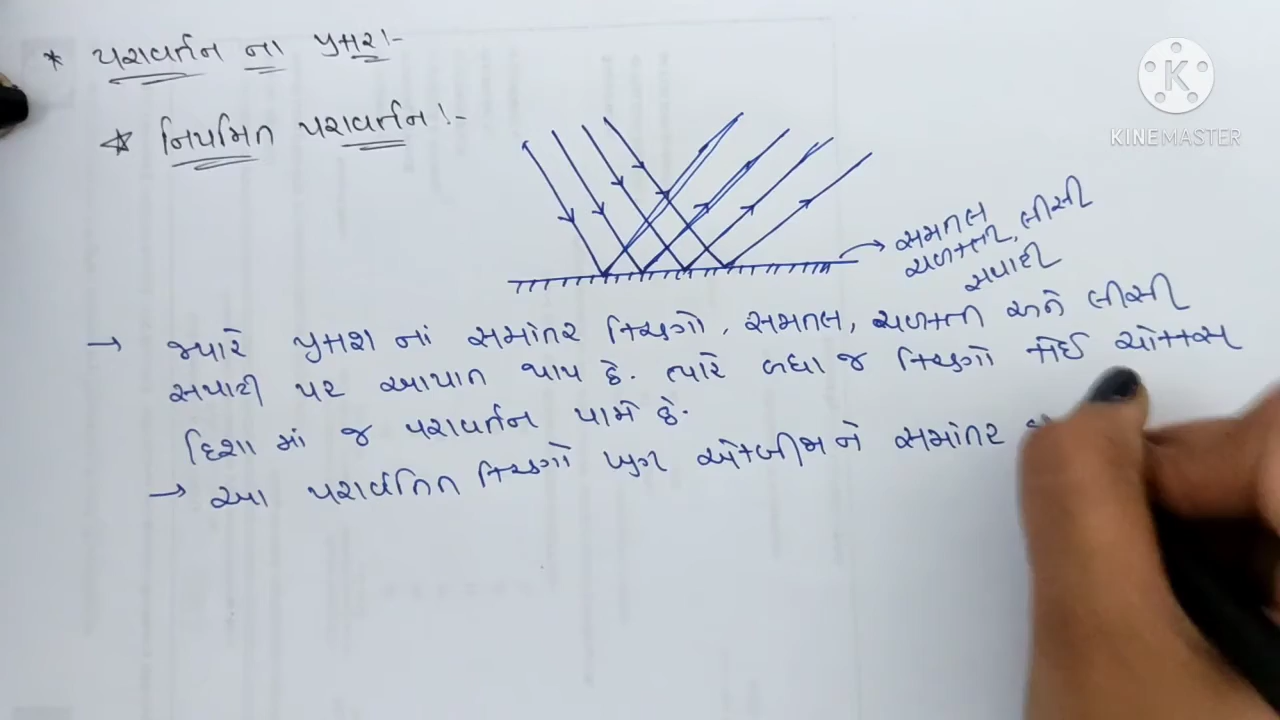 * પરાવર્તન ના પ્રકાર :-
* નિયમિત પરાવર્તન :-
K
KINEMASTER
સમતલ
ચળકતી, લીસી
સપાટી
→ જ્યારે પ્રકાશ નાં સમાંતર કિરણો, સમતલ, ચળકતી અને લીસી
સપાટી પર આપાત થાય છે. ત્યારે બધા જ કિરણો કોઈ ચોક્કસ
દિશા માં જ પરાવર્તન પામે છે.
→ આ પરાવર્તિત કિરણો પણ એકબીજા ને સમાંતર